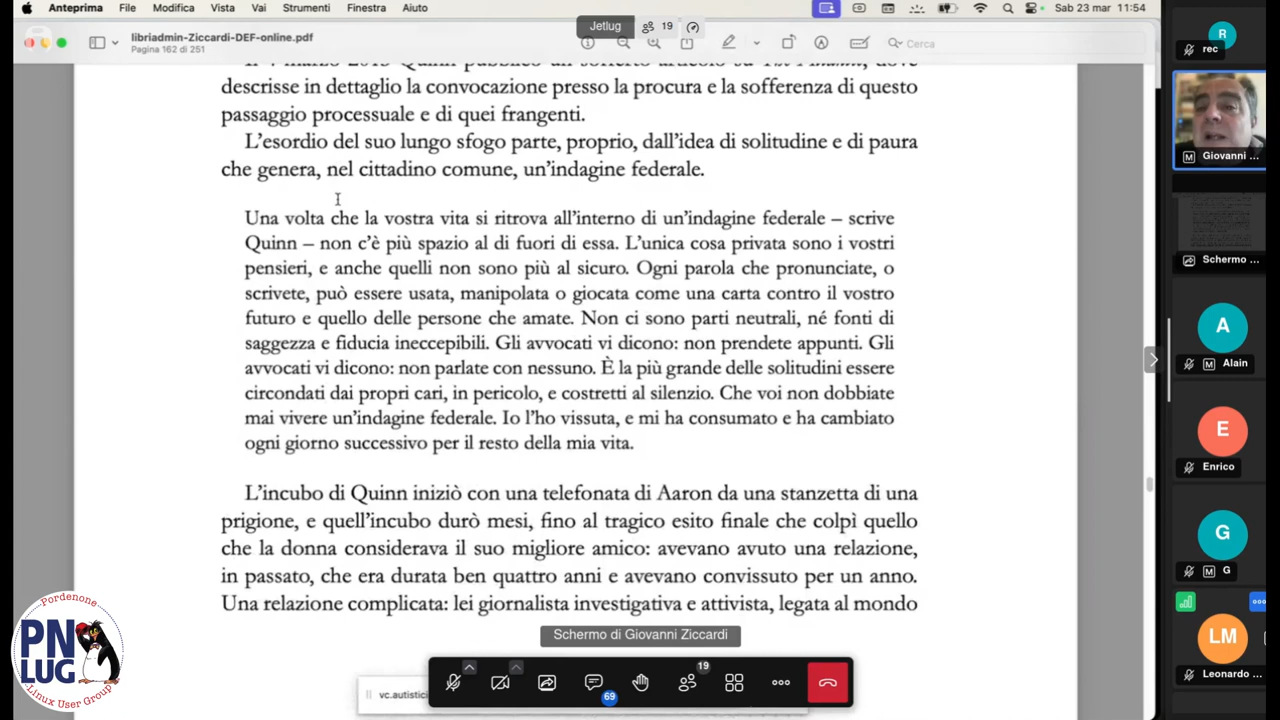 Anteprima File Modifica Vista Vai Strumenti Finestra Aiuto
Sab 23 mar 11:54
Jetlug 19
libriadmin-Ziccardi-DEF-online.pdf
Pagina 162 di 251
Cerca
descrisse in dettaglio la convocazione presso la procura e la sofferenza di questo
passaggio processuale e di quei frangenti.
L’esordio del suo lungo sfogo parte, proprio, dall’idea di solitudine e di paura
che genera, nel cittadino comune, un’indagine federale.
Una volta che la vostra vita si ritrova all’interno di un’indagine federale – scrive
Quinn – non c’è più spazio al di fuori di essa. L’unica cosa privata sono i vostri
pensieri, e anche quelli non sono più al sicuro. Ogni parola che pronunciate, o
scrivete, può essere usata, manipolata o giocata come una carta contro il vostro
futuro e quello delle persone che amate. Non ci sono parti neutrali, né fonti di
saggezza e fiducia ineccepibili. Gli avvocati vi dicono: non prendete appunti. Gli
avvocati vi dicono: non parlate con nessuno. È la più grande delle solitudini essere
circondati dai propri cari, in pericolo, e costretti al silenzio. Che voi non dobbiate
mai vivere un’indagine federale. Io l’ho vissuta, e mi ha consumato e ha cambiato
ogni giorno successivo per il resto della mia vita.
L’incubo di Quinn iniziò con una telefonata di Aaron da una stanzetta di una
prigione, e quell’incubo durò mesi, fino al tragico esito finale che colpì quello
che la donna considerava il suo migliore amico: avevano avuto una relazione,
in passato, che era durata ben quattro anni e avevano convissuto per un anno.
Una relazione complicata: lei giornalista investigativa e attivista, legata al mondo
Schermo di Giovanni Ziccardi
vc.autistici
19
69
R
rec
M Giovanni ...
Schermo ...
A
M Alain
E
Enrico
G
M G
LM
Leonardo ...
Pordenone
PN
LUG
Linux User Group